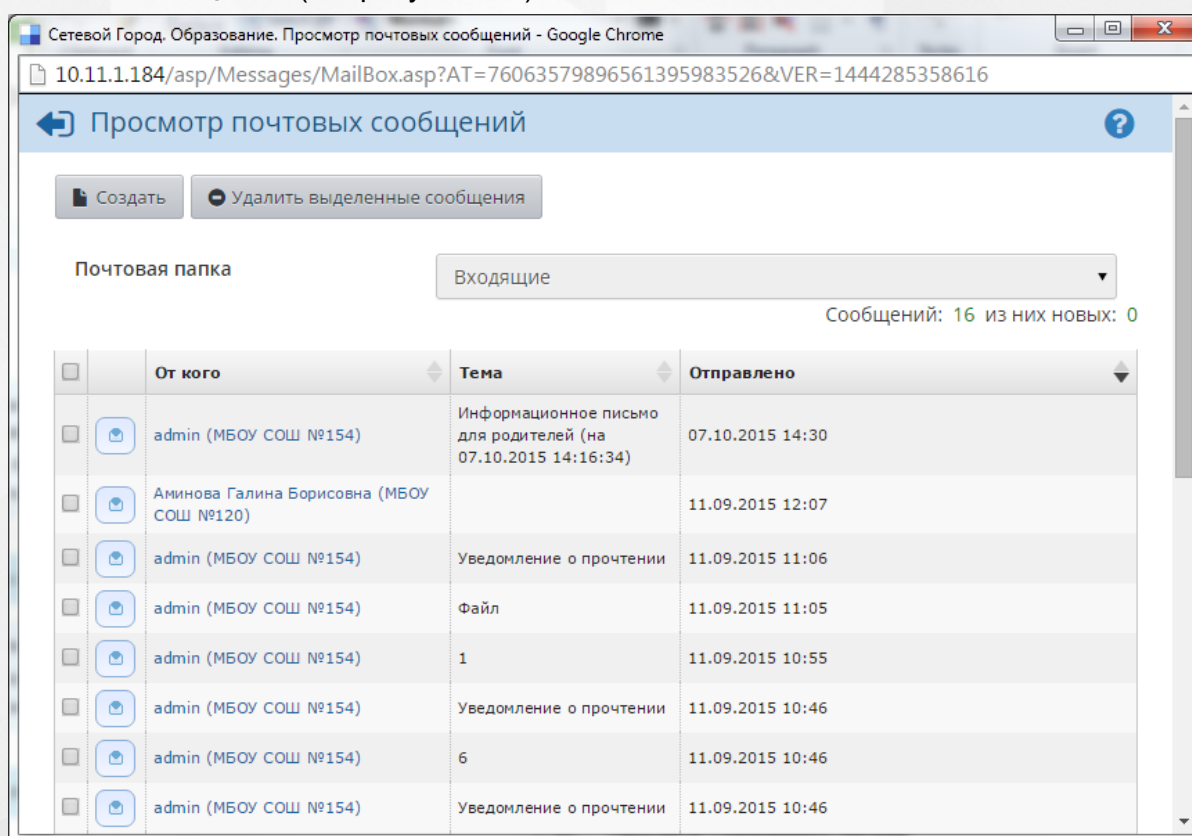 Сетевой Город. Образование. Просмотр почтовых сообщений - Google Chrome
10.11.1.184/asp/Messages/MailBox.asp?AT=76063579896561395983526&VER=1444285358616
Просмотр почтовых сообщений
Создать Удалить выделенные сообщения
Почтовая папка Входящие
Сообщений: 16 из них новых: 0
От кого Тема Отправлено
admin (МБОУ СОШ №154) Информационное письмо
для родителей (на
07.10.2015 14:16:34) 07.10.2015 14:30
Аминова Галина Борисовна (МБОУ
СОШ №120) 11.09.2015 12:07
admin (МБОУ СОШ №154) Уведомление о прочтении 11.09.2015 11:06
admin (МБОУ СОШ №154) Файл 11.09.2015 11:05
admin (МБОУ СОШ №154) 1 11.09.2015 10:55
admin (МБОУ СОШ №154) Уведомление о прочтении 11.09.2015 10:46
admin (МБОУ СОШ №154) 6 11.09.2015 10:46
admin (МБОУ СОШ №154) Уведомление о прочтении 11.09.2015 10:46